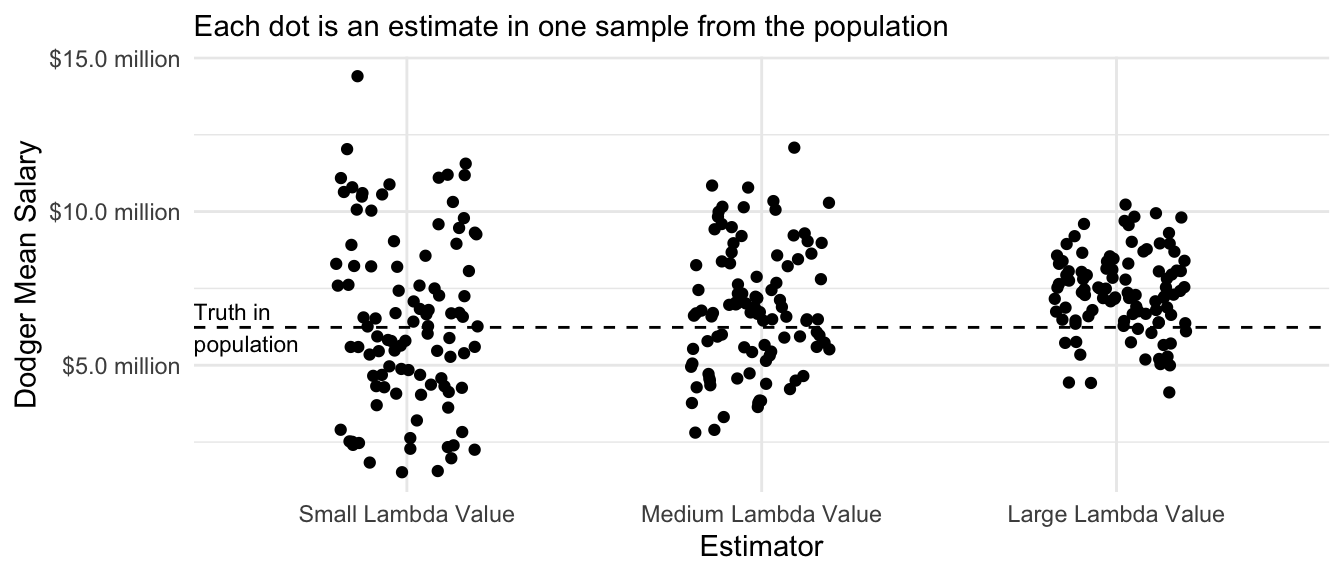 Each dot is an estimate in one sample from the population
$15.0 million
$10.0 million
$5.0 million
Dodger Mean Salary
Truth in
population
Small Lambda Value
Medium Lambda Value
Large Lambda Value
Estimator